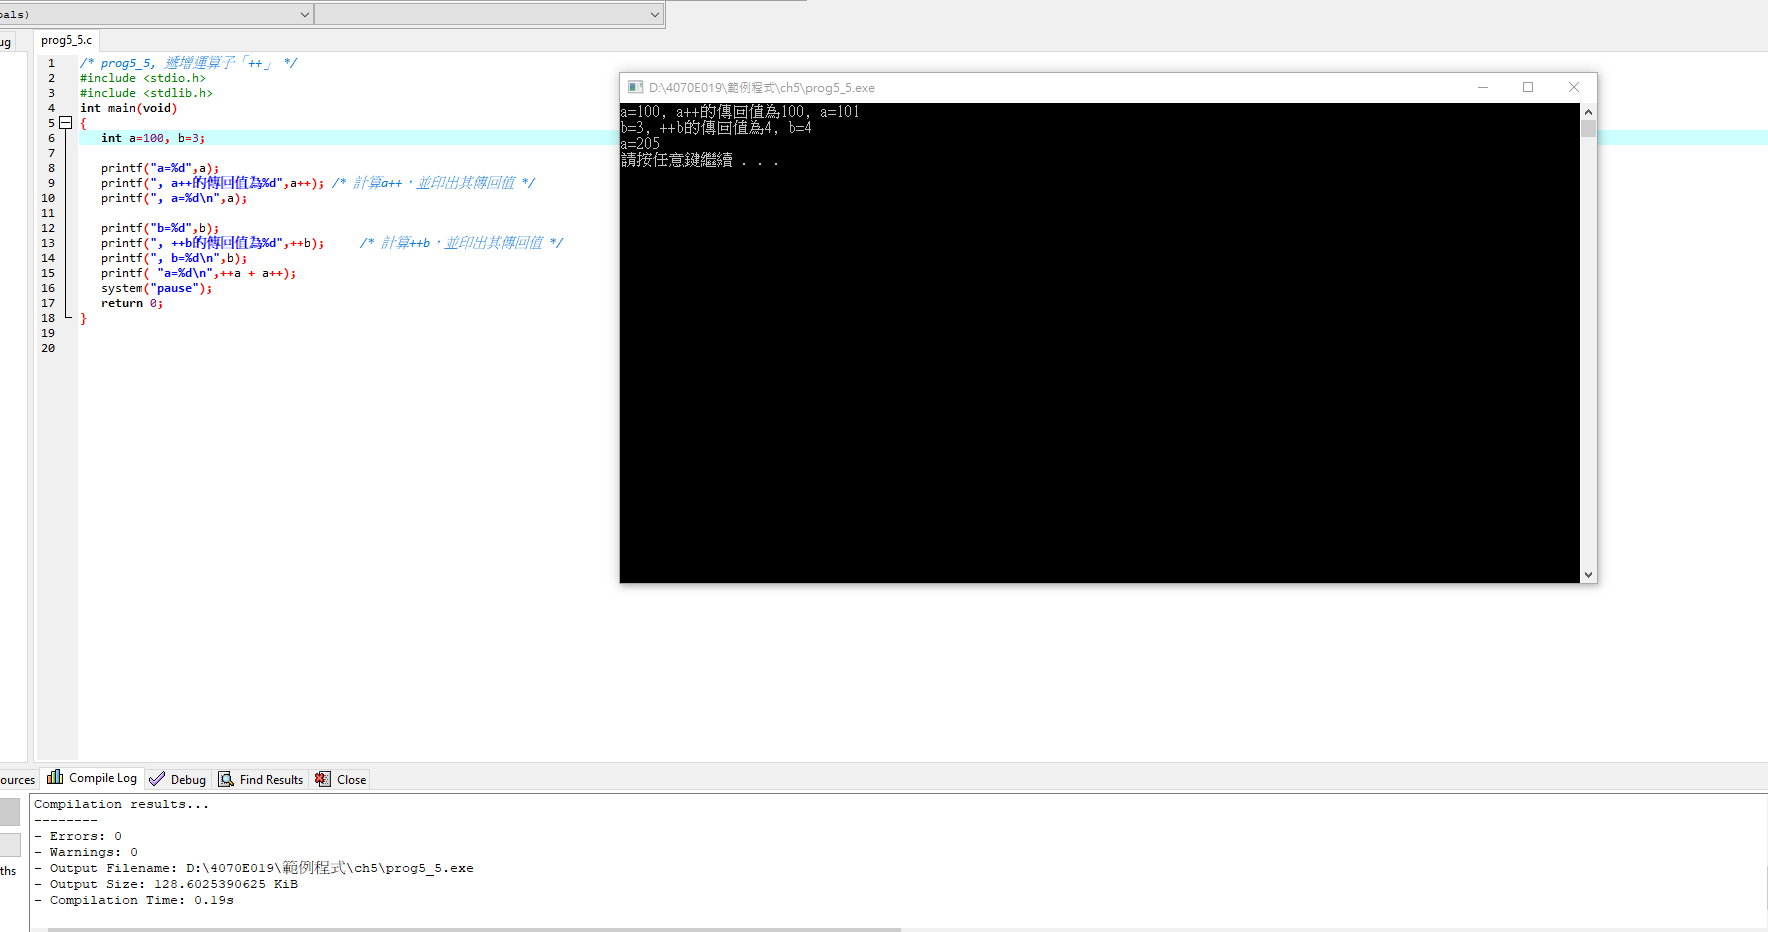 oals)
ug
prog5_5.c
1 /* prog5_5, 遞增運算子「++」 */
2 #include <stdio.h>
3 #include <stdlib.h>
4 int main(void)
5 {
6 int a=100, b=3;
7
8 printf("a=%d",a);
9 printf(", a++的傳回值為%d",a++); /* 計算a++，並印出其傳回值 */
10 printf(", a=%d\n",a);
11
12 printf("b=%d",b);
13 printf(", ++b的傳回值為%d",++b); /* 計算++b，並印出其傳回值 */
14 printf(", b=%d\n",b);
15 printf( "a=%d\n",++a + a++);
16 system("pause");
17 return 0;
18 }
19
20
D:\4070E019\範例程式\ch5\prog5_5.exe
a=100, a++的傳回值為100, a=101
b=3, ++b的傳回值為4, b=4
a=205
請按任意鍵繼續 . . .
ources Compile Log Debug Find Results Close
Compilation results...
--------
- Errors: 0
- Warnings: 0
- Output Filename: D:\4070E019\範例程式\ch5\prog5_5.exe
- Output Size: 128.6025390625 KiB
- Compilation Time: 0.19s
ths